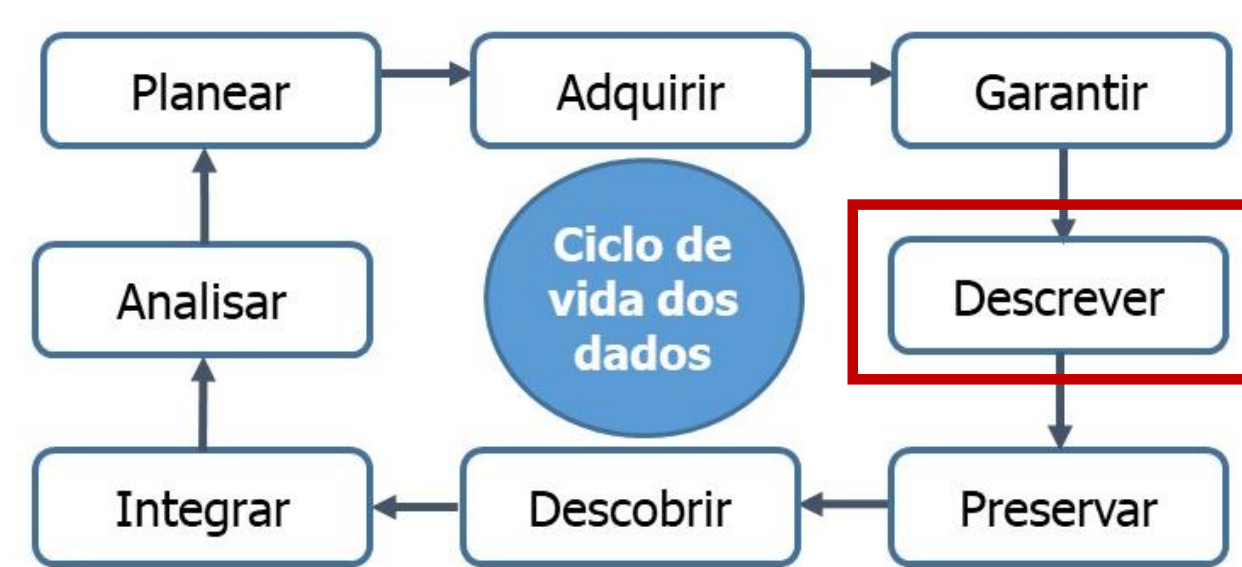 Planear
Adquirir
Garantir
Ciclo de
vida dos
dados
Analisar
Descrever
Integrar
Descobrir
Preservar